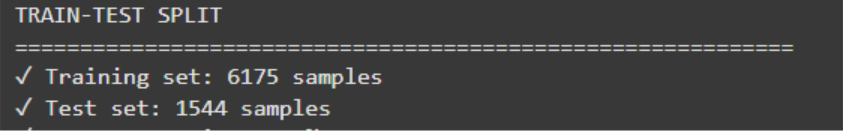 TRAIN-TEST SPLIT
============================================================
✓ Training set: 6175 samples
✓ Test set: 1544 samples